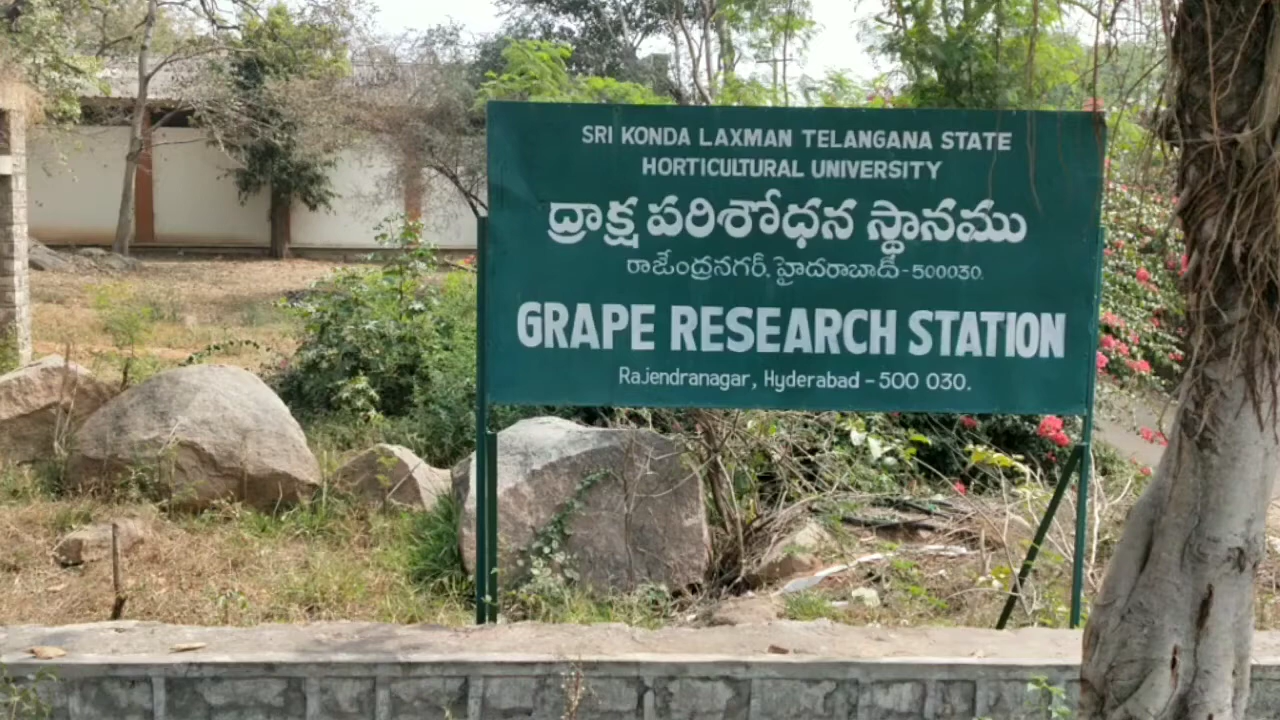 SRI KONDA LAXMAN TELANGANA STATE
HORTICULTURAL UNIVERSITY
ద్రాక్ష పరిశోధన స్థానము
రాజేంద్రనగర్, హైదరాబాద్ - 500030.
GRAPE RESEARCH STATION
Rajendranagar, Hyderabad - 500 030.